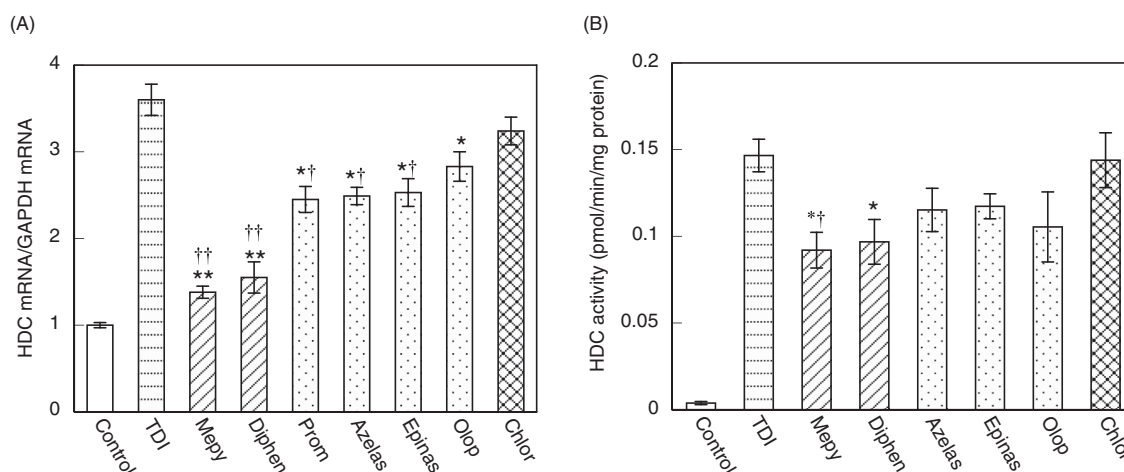 (A)
HDC mRNA/GAPDH mRNA
4
3
2
1
0
††
**
††
**
*†
*†
*†
*
Control
TDI
Mepy
Diphen
Prom
Azelas
Epinas
Olop
Chlor
(B)
HDC activity (pmol/min/mg protein)
0.2
0.15
0.1
0.05
0
*†
*
Control
TDI
Mepy
Diphen
Azelas
Epinas
Olop
Chlor